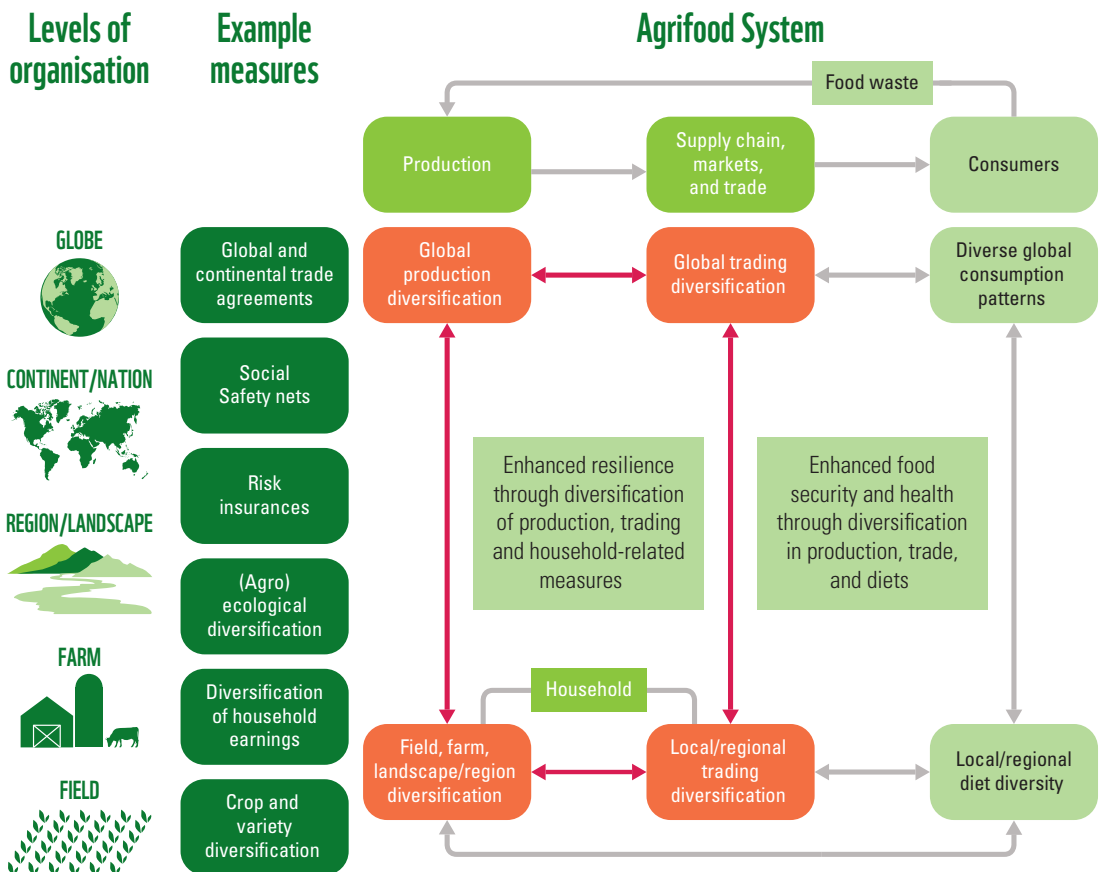 Levels of
organisation
Example
measures
Agrifood System
Food waste
Production
Supply chain,
markets,
and trade
Consumers
GLOBE
Global and
continental trade
agreements
Global
production
diversification
Global trading
diversification
Diverse global
consumption
patterns
CONTINENT/NATION
Social
Safety nets
Risk
insurances
Enhanced resilience
through diversification
of production, trading
and household-related
measures
Enhanced food
security and health
through diversification
in production, trade,
and diets
REGION/LANDSCAPE
(Agro)
ecological
diversification
FARM
Diversification
of household
earnings
Household
Field, farm,
landscape/region
diversification
Local/regional
trading
diversification
Local/regional
diet diversity
FIELD
Crop and
variety
diversification